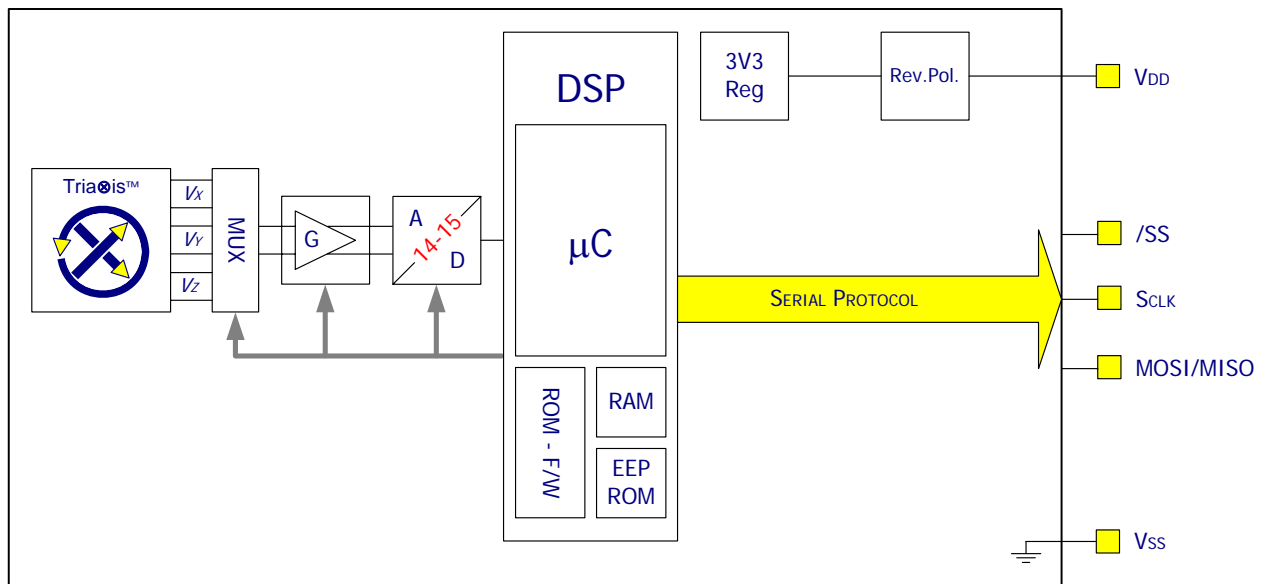 Tria⊗is™
VX
VY
VZ
MUX
G
A
14-15
D
DSP
µC
ROM - F/W
RAM
EEP
ROM
3V3
Reg
Rev.Pol.
SERIAL PROTOCOL
VDD
/SS
SCLK
MOSI/MISO
VSS